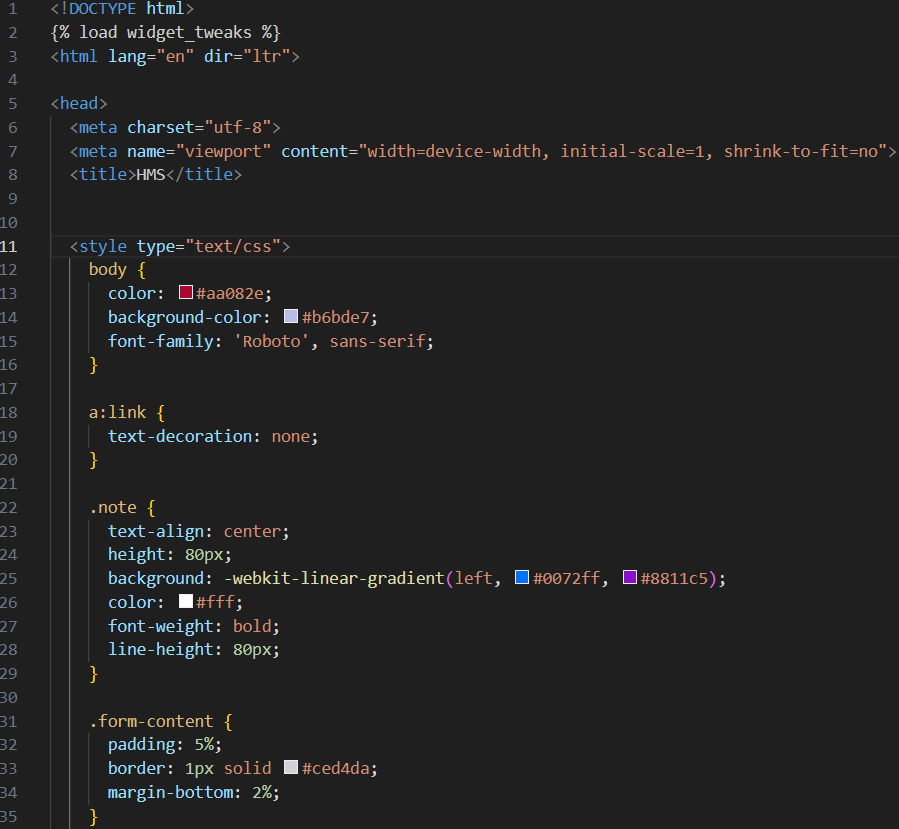 1 <!DOCTYPE html>
2 {% load widget_tweaks %}
3 <html lang="en" dir="ltr">
4
5 <head>
6   <meta charset="utf-8">
7   <meta name="viewport" content="width=device-width, initial-scale=1, shrink-to-fit=no">
8   <title>HMS</title>
9
10
11   <style type="text/css">
12     body {
13       color: #aa082e;
14       background-color: #b6bde7;
15       font-family: 'Roboto', sans-serif;
16     }
17
18     a:link {
19       text-decoration: none;
20     }
21
22     .note {
23       text-align: center;
24       height: 80px;
25       background: -webkit-linear-gradient(left, #0072ff, #8811c5);
26       color: #fff;
27       font-weight: bold;
28       line-height: 80px;
29     }
30
31     .form-content {
32       padding: 5%;
33       border: 1px solid #ced4da;
34       margin-bottom: 2%;
35     }